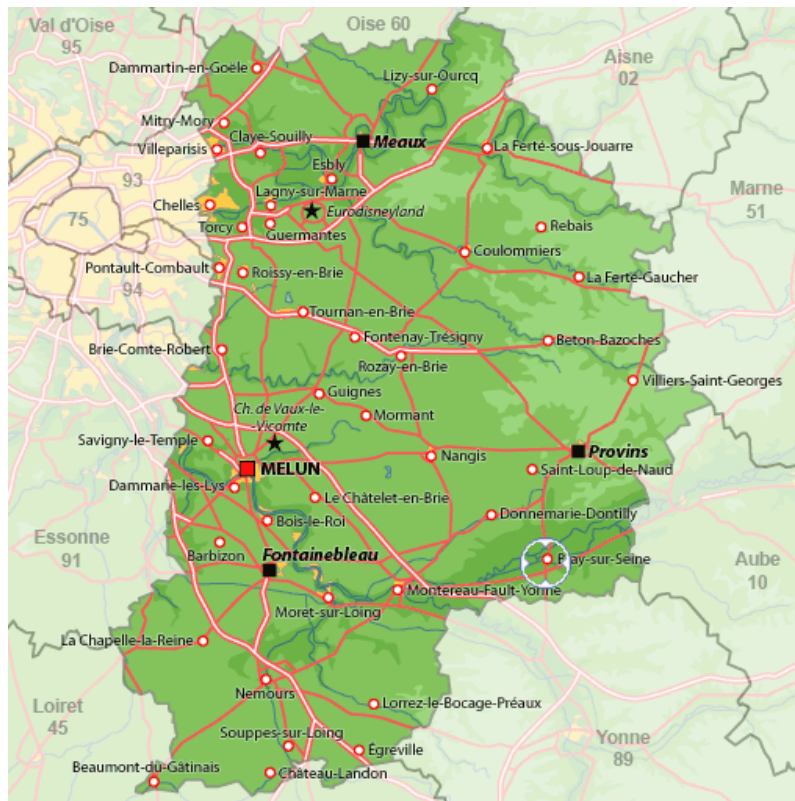 Val d'Oise
95
Oise 60
Aisne
02
Dammartin-en-Goële
Lizy-sur-Ourcq
Mitry-Mory
Claye-Souilly
Meaux
Villeparisis
La Ferté-sous-Jouarre
Esbly
93
Lagny-sur-Marne
Marne
51
Chelles
Eurodisneyland
75
Torcy
Guermantes
Rebais
Coulommiers
Pontault-Combault
Roissy-en-Brie
La Ferté-Gaucher
94
Tournan-en-Brie
Fontenay-Trésigny
Beton-Bazoches
Brie-Comte-Robert
Rozay-en-Brie
Villiers-Saint-Georges
Guignes
Ch. de Vaux-le-
-Vicomte
Mormant
Savigny-le-Temple
Provins
Nangis
MELUN
Saint-Loup-de-Naud
Dammarie-les-Lys
Le Châtelet-en-Brie
Donnemarie-Dontilly
Bois-le-Roi
Essonne
91
Barbizon
Fontainebleau
Bray-sur-Seine
Aube
10
Montereau-Fault-Yonne
Moret-sur-Loing
La Chapelle-la-Reine
Nemours
Loiret
45
Lorrez-le-Bocage-Préaux
Souppes-sur-Loing
Yonne
89
Égreville
Beaumont-du-Gâtinais
Château-Landon